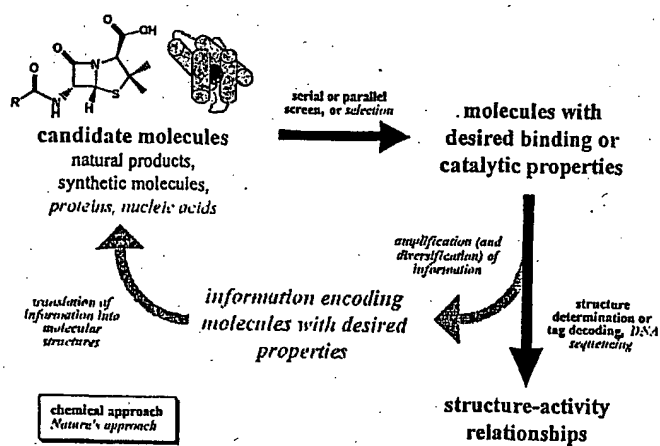 OH
O
O
N
R
N
H
H
S
candidate molecules
natural products,
synthetic molecules,
proteins, nucleic acids
serial or parallel
screen, or selection
molecules with
desired binding or
catalytic properties
amplification (and
diversification) of
information
translation of
information into
molecular
structures
information encoding
molecules with desired
properties
structure
determination or
tag decoding, DNA
sequencing
chemical approach
Nature's approach
structure-activity
relationships